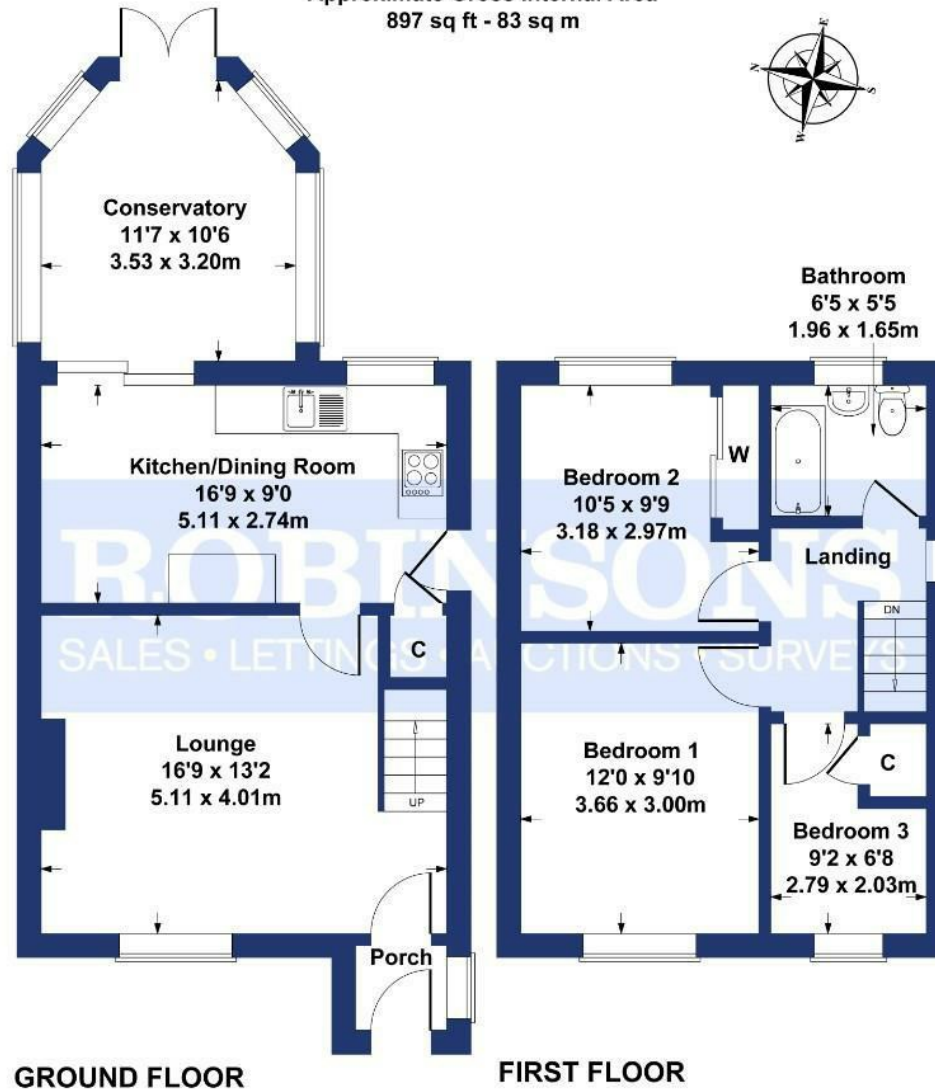 Approximate Gross Internal Area
897 sq ft - 83 sq m
N
E
S
W
Conservatory
11'7 x 10'6
3.53 x 3.20m
Kitchen/Dining Room
16'9 x 9'0
5.11 x 2.74m
C
Lounge
16'9 x 13'2
5.11 x 4.01m
UP
Porch
GROUND FLOOR
Bathroom
6'5 x 5'5
1.96 x 1.65m
Bedroom 2
10'5 x 9'9
3.18 x 2.97m
W
Landing
DN
Bedroom 1
12'0 x 9'10
3.66 x 3.00m
C
Bedroom 3
9'2 x 6'8
2.79 x 2.03m
FIRST FLOOR
ROBINSONS
SALES • LETTINGS • AUCTIONS • SURVEYS